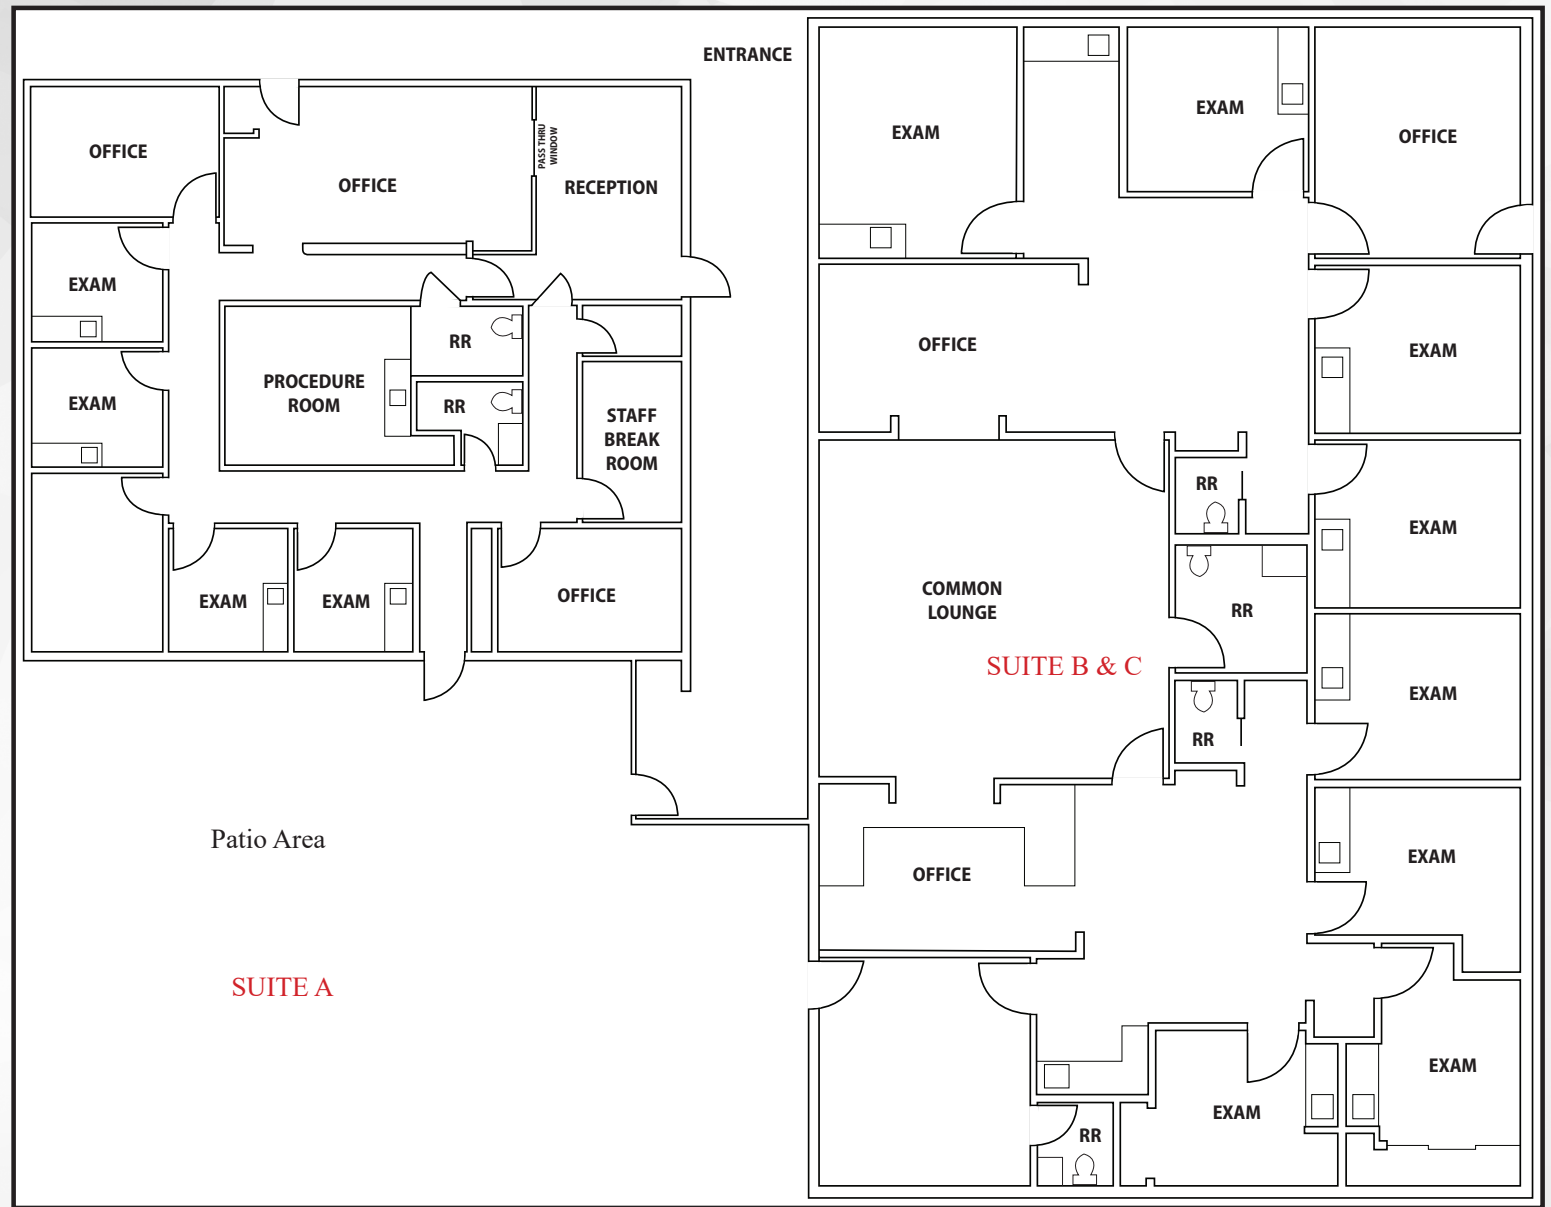 ENTRANCE
OFFICE
OFFICE
PASS THRU
WINDOW
RECEPTION
EXAM
EXAM
PROCEDURE
ROOM
RR
RR
STAFF
BREAK
ROOM
EXAM
EXAM
OFFICE
Patio Area
SUITE A
EXAM
EXAM
OFFICE
OFFICE
EXAM
RR
EXAM
COMMON
LOUNGE
RR
SUITE B & C
EXAM
RR
OFFICE
EXAM
EXAM
EXAM
RR